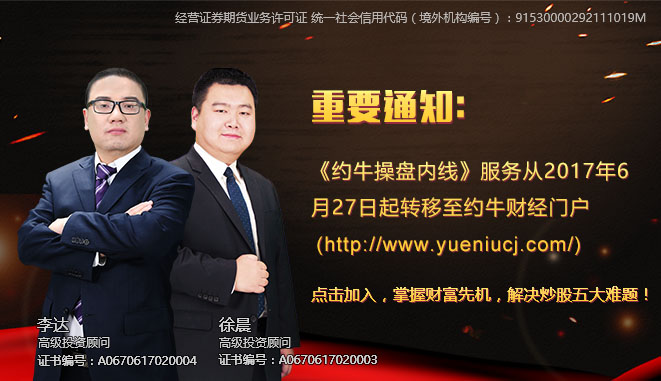 经营证券期货业务许可证 统一社会信用代码（境外机构编号）：91530000292111019M
重要通知:
《约牛操盘内线》服务从2017年6
月27日起转移至约牛财经门户
(http://www.yueniucj.com/)
点击加入，掌握财富先机，解决炒股五大难题！
李达
高级投资顾问
证书编号：A0670617020004
徐晨
高级投资顾问
证书编号：A0670617020003